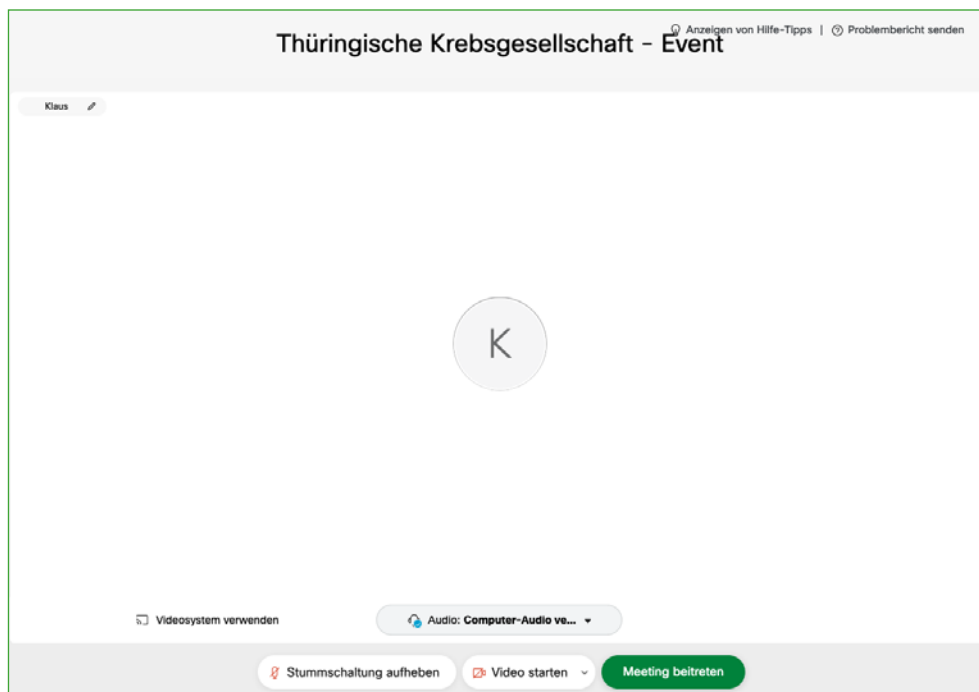 Anzeigen von Hilfe-Tipps | Problembericht senden
Thüringische Krebsgesellschaft - Event
Klaus
K
Videosystem verwenden
Audio: Computer-Audio ve...
Stummschaltung aufheben
Video starten
Meeting beitreten